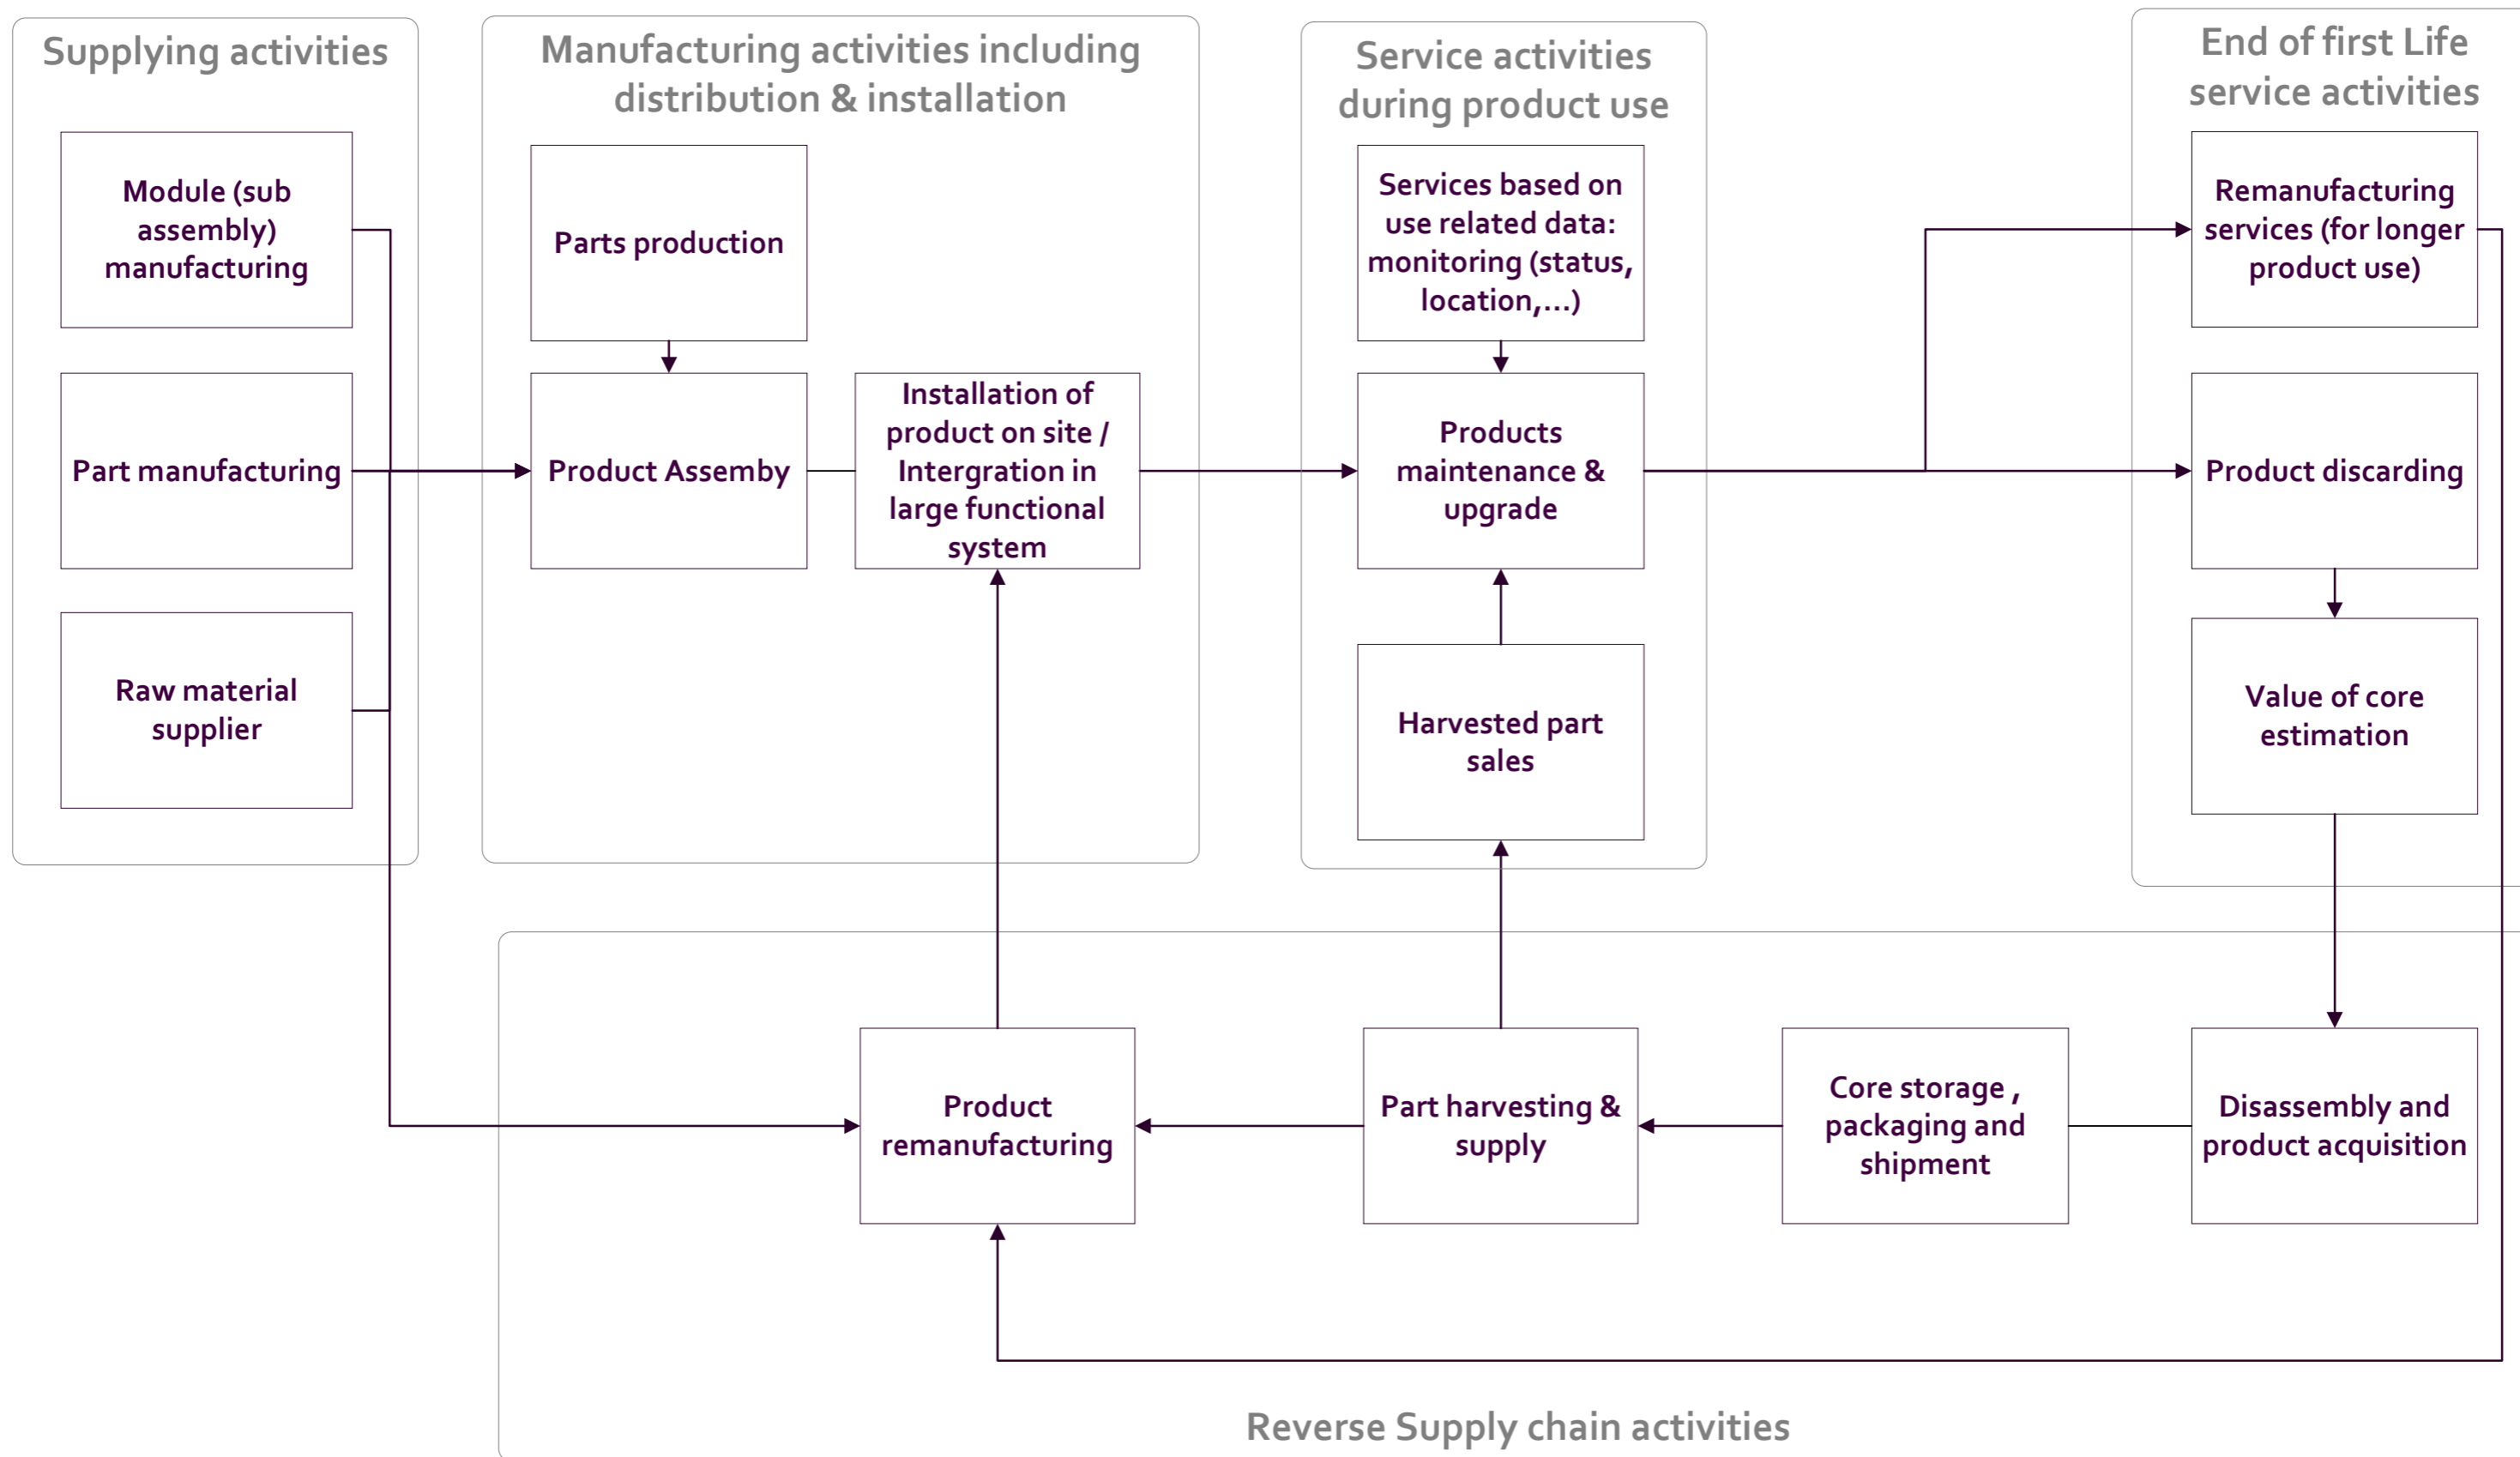 Supplying activities
Module (sub
assembly)
manufacturing
Part manufacturing
Raw material
supplier
Manufacturing activities including
distribution & installation
Parts production
Product Assemby
Installation of
product on site /
Intergration in
large functional
system
Service activities
during product use
Services based on
use related data:
monitoring (status,
location,...)
Products
maintenance &
upgrade
Harvested part
sales
End of first Life
service activities
Remanufacturing
services (for longer
product use)
Product discarding
Value of core
estimation
Product
remanufacturing
Part harvesting &
supply
Core storage ,
packaging and
shipment
Disassembly and
product acquisition
Reverse Supply chain activities